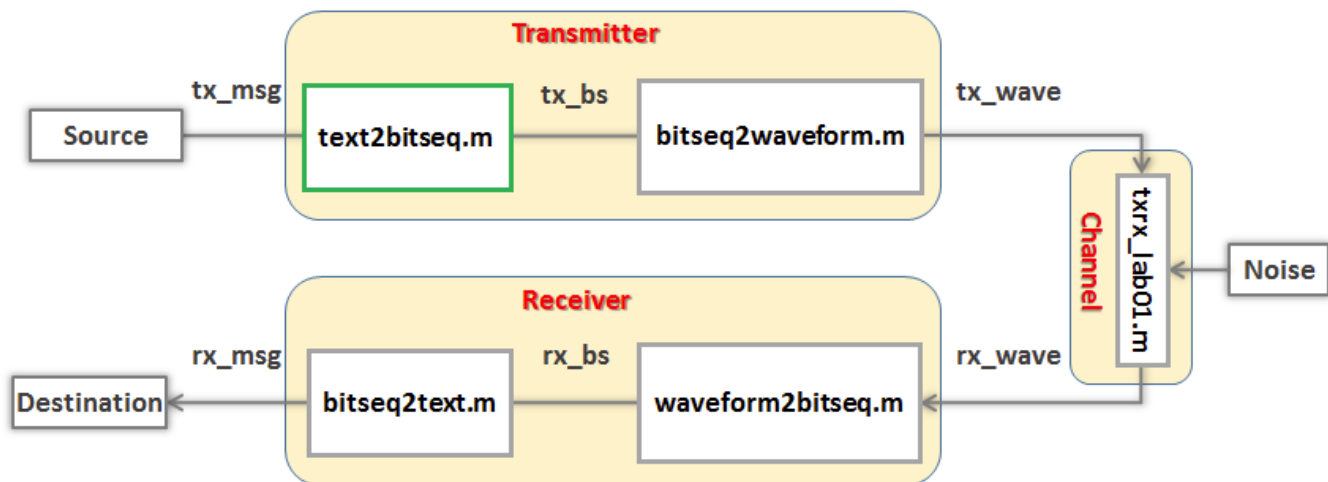 Transmitter
tx_msg
tx_bs
tx_wave
Source
text2bitseq.m
bitseq2waveform.m
Channel
txrx_lab01.m
Noise
Receiver
rx_msg
rx_bs
rx_wave
Destination
bitseq2text.m
waveform2bitseq.m